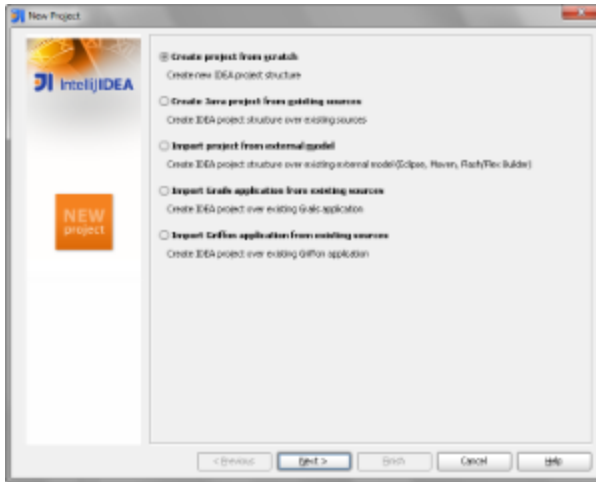 New Project
IntelliJIDEA
NEW
project
Create project from scratch
Create new IDEA project structure
Create Java project from existing sources
Create IDEA project structure over existing sources
Import project from external model
Create IDEA project structure over existing external model (Eclipse, Maven, Flash/Flex Builder)
Import Grails application from existing sources
Create IDEA project over existing Grails application
Import Griffon application from existing sources
Create IDEA project over existing Griffon application
< Previous Next > Finish Cancel Help